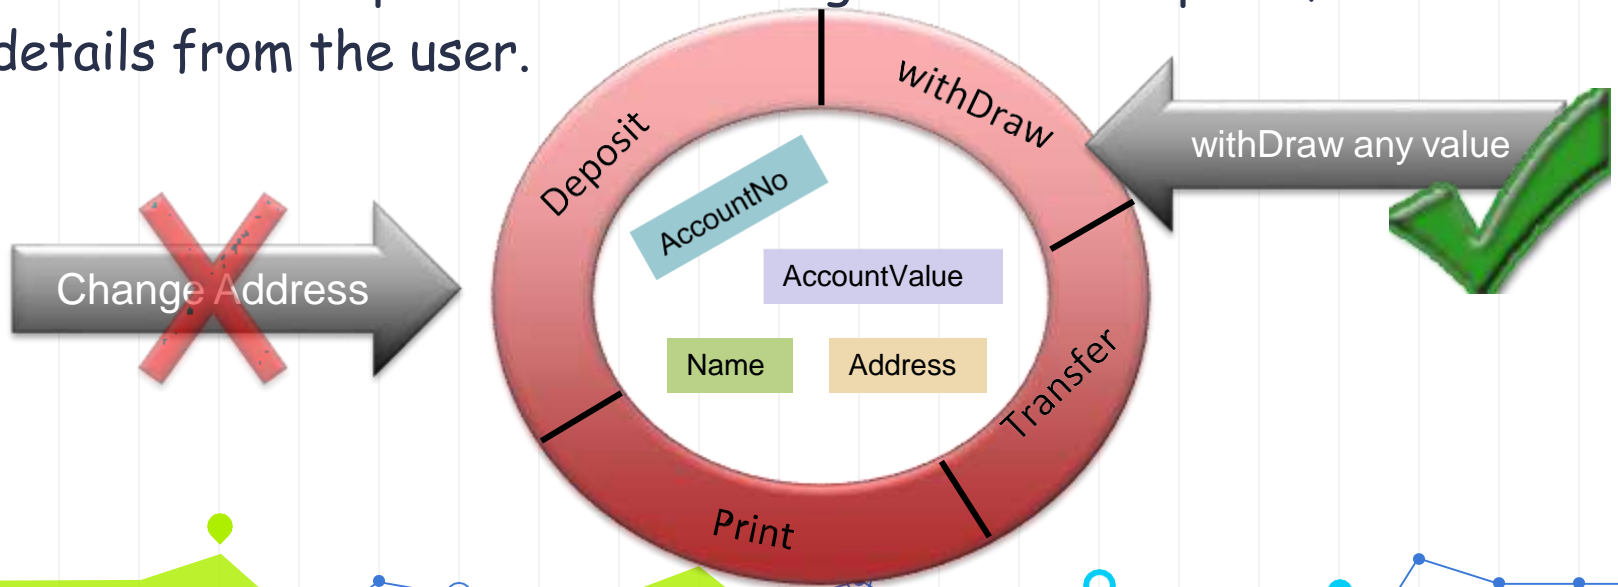 details from the user.
withDraw
Deposit
withDraw any value
AccountNo
AccountValue
Change Address
Name
Address
Transfer
Print